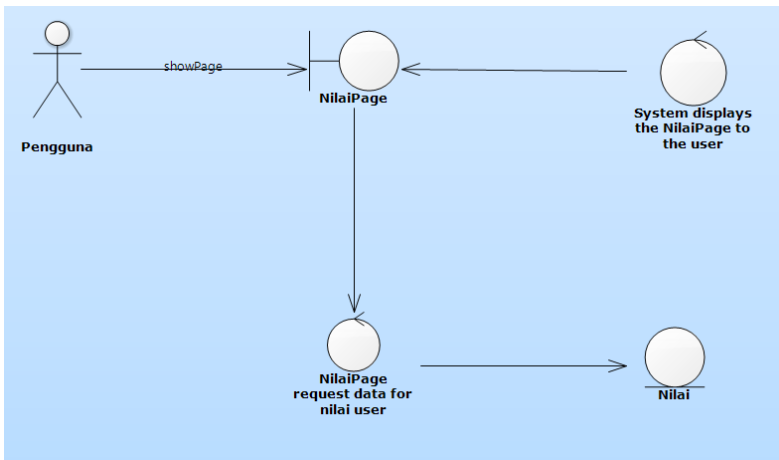 showPage
Pengguna
NilaiPage
System displays
the NilaiPage to
the user
NilaiPage
request data for
nilai user
Nilai